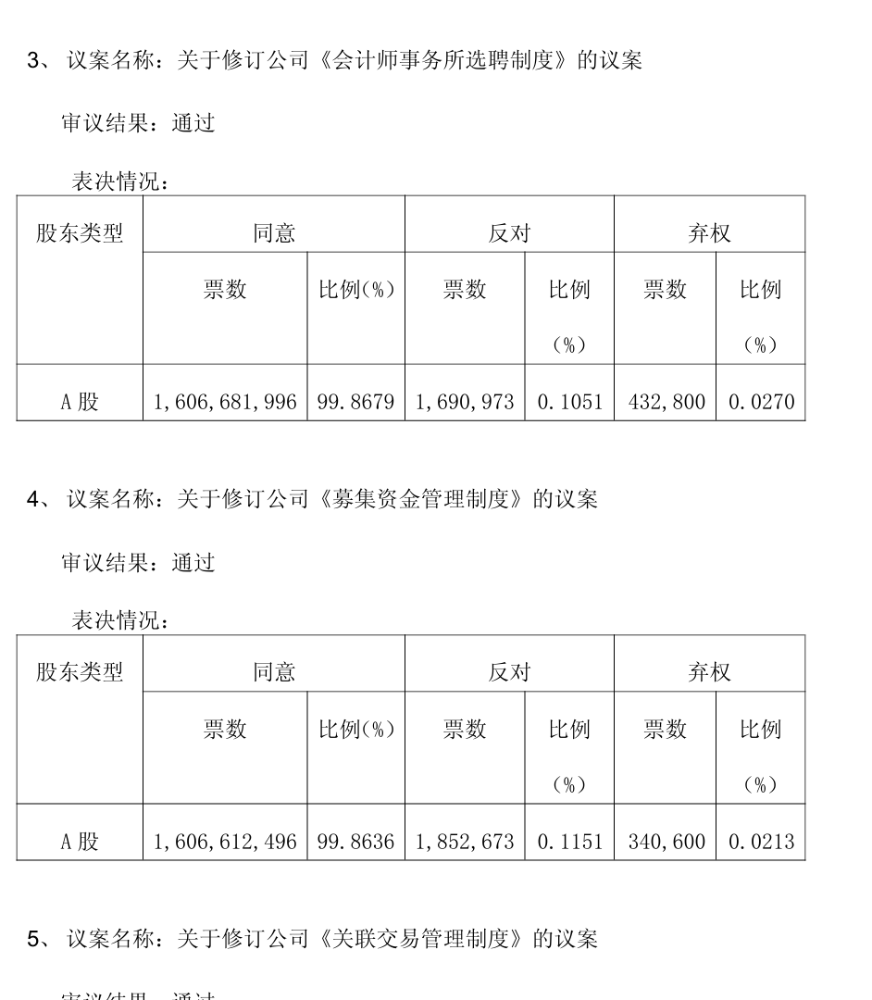 3、 议案名称：关于修订公司《会计师事务所选聘制度》的议案
审议结果：通过
表决情况：
股东类型 同意 反对 弃权
票数 比例(%) 票数 比例 票数 比例
(%) (%)
A 股 1,606,681,996 99.8679 1,690,973 0.1051 432,800 0.0270
4、 议案名称：关于修订公司《募集资金管理制度》的议案
审议结果：通过
表决情况：
股东类型 同意 反对 弃权
票数 比例(%) 票数 比例 票数 比例
(%) (%)
A 股 1,606,612,496 99.8636 1,852,673 0.1151 340,600 0.0213
5、 议案名称：关于修订公司《关联交易管理制度》的议案
审议结果：通过